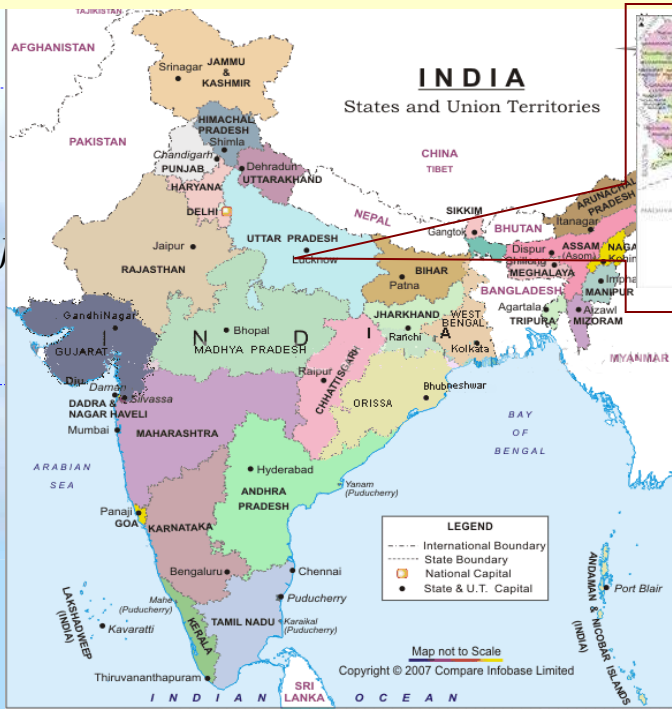 TAJIKISTAN
AFGHANISTAN
Srinagar
JAMMU
&
KASHMIR
INDIA
States and Union Territories
HIMACHAL
PRADESH
Shimla
PAKISTAN
Chandigarh
PUNJAB
Dehradun
UTTARAKHAND
CHINA
TIBET
HARYANA
DELHI
NEPAL
SIKKIM
Gangtok
BHUTAN
ARUNACHAL
PRADESH
Itanagar
Jaipur
RAJASTHAN
UTTAR PRADESH
Lucknow
BIHAR
Patna
Dispur
ASSAM
(Asom)
Shillong
MEGHALAYA
NAGA
Kohim
Impha
MANIPUR
BANGLADESH
Agartala
TRIPURA
Aizawl
MIZORAM
MYANMAR
GandhiNagar
GUJARAT
I N D I A
Bhopal
MADHYA PRADESH
JHARKHAND
Rarichi
WEST
BENGAL
Kolkata
Raipur
CHHATTISGARH
ORISSA
Bhubneshwar
Diu
Daman
Silvassa
DADRA &
NAGAR HAVELI
Mumbai
MAHARASHTRA
ARABIAN
SEA
BAY
OF
BENGAL
Hyderabad
ANDHRA
PRADESH
Yanam
(Puducherry)
Panaji
GOA
KARNATAKA
Bengaluru
Chennai
LEGEND
International Boundary
State Boundary
National Capital
State & U.T. Capital
LAKSHADWEEP
(INDIA)
Kavaratti
Mahe
(Puducherry)
KERALA
TAMIL NADU
Puducherry
Karaikal
(Puducherry)
ANDAMAN & NICOBAR ISLANDS
(INDIA)
Port Blair
Map not to Scale
Copyright © 2007 Compare Infobase Limited
Thiruvananthapuram
SRI
LANKA
INDIAN OCEAN